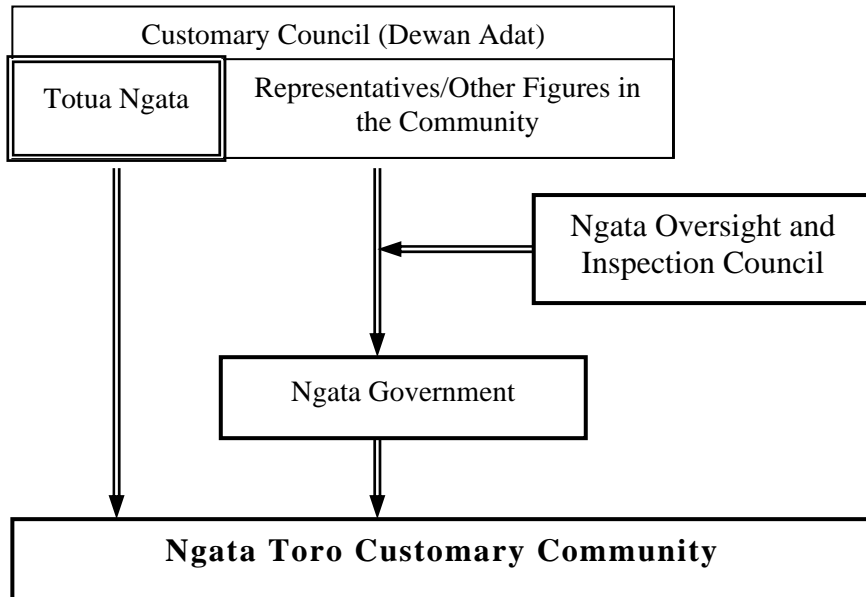 Customary Council (Dewan Adat)
Totua Ngata
Representatives/Other Figures in
the Community
Ngata Oversight and
Inspection Council
Ngata Government
Ngata Toro Customary Community